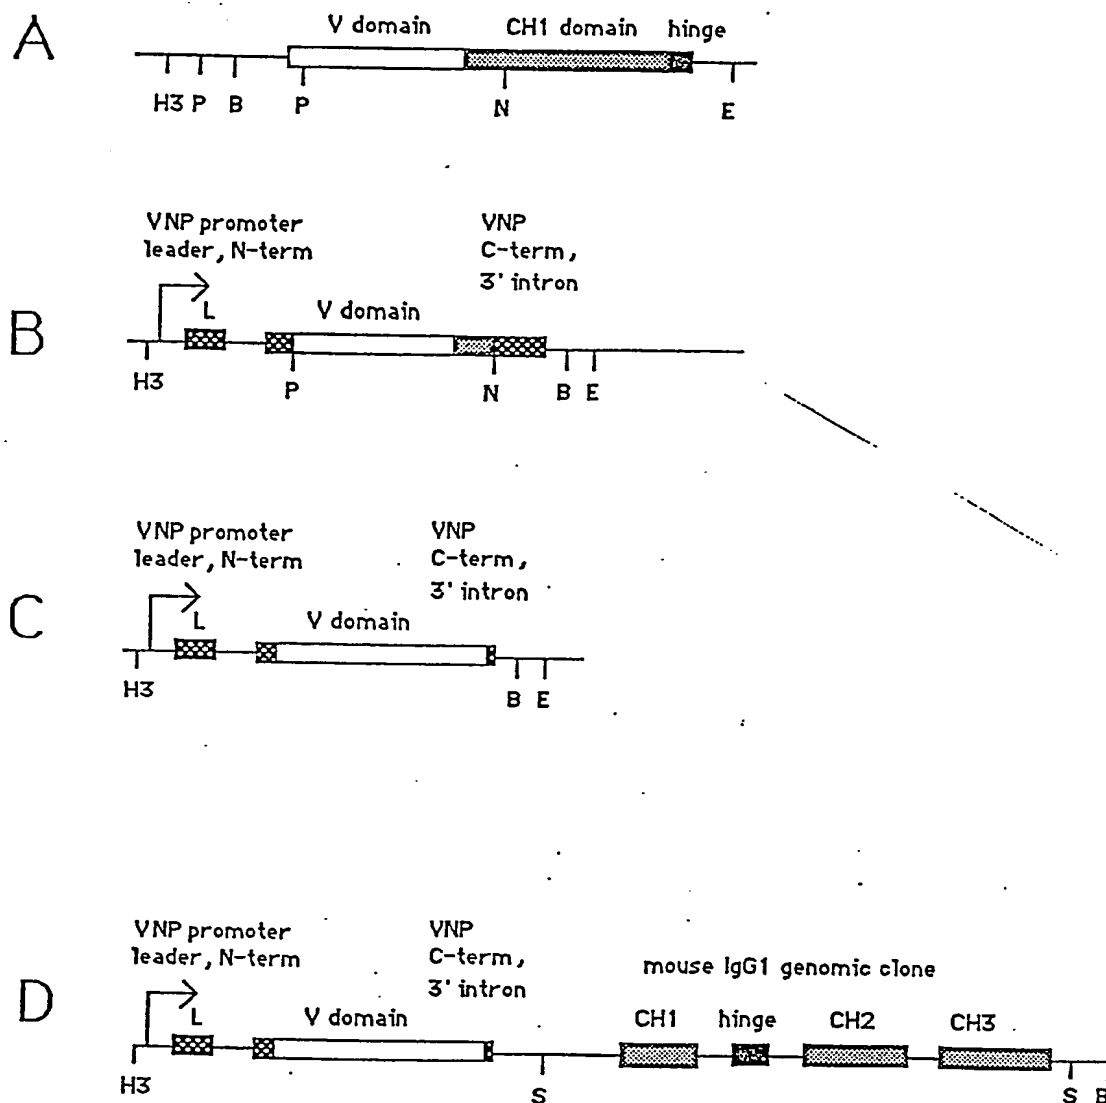 A
V domain CH1 domain hinge
H3 P B P N E
B
VNP promoter
leader, N-term
VNP
C-term,
3' intron
L
V domain
H3 P N B E
C
VNP promoter
leader, N-term
VNP
C-term,
3' intron
L
V domain
H3 B E
D
VNP promoter
leader, N-term
VNP
C-term,
3' intron
mouse IgG1 genomic clone
L
V domain
CH1 hinge CH2 CH3
H3 S S B